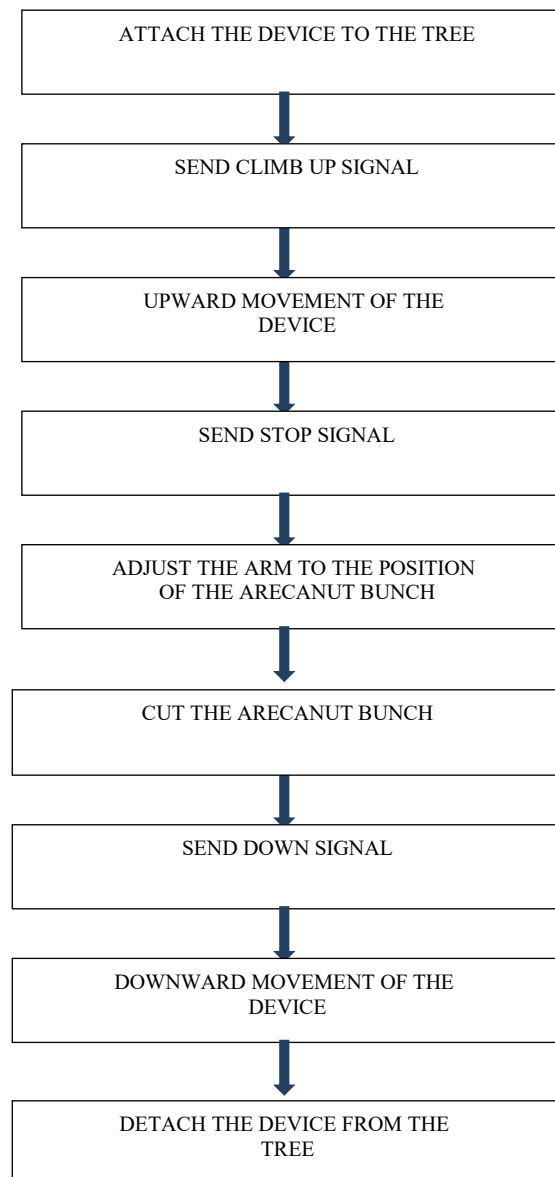 ATTACH THE DEVICE TO THE TREE
SEND CLIMB UP SIGNAL
UPWARD MOVEMENT OF THE
DEVICE
SEND STOP SIGNAL
ADJUST THE ARM TO THE POSITION
OF THE ARECANUT BUNCH
CUT THE ARECANUT BUNCH
SEND DOWN SIGNAL
DOWNWARD MOVEMENT OF THE
DEVICE
DETACH THE DEVICE FROM THE
TREE